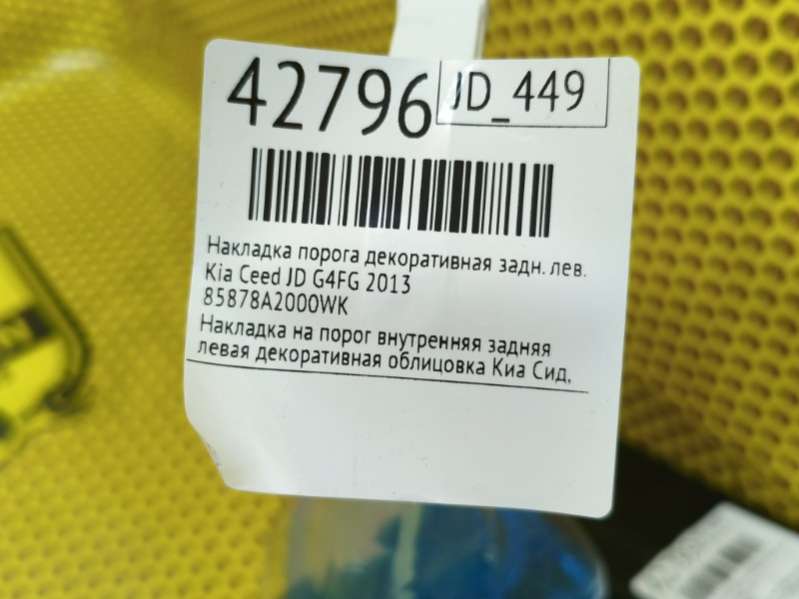 42796
JD_449
Накладка порога декоративная задн. лев.
Kia Ceed JD G4FG 2013
85878A2000WK
Накладка на порог внутренняя задняя
левая декоративная облицовка Киа Сид,